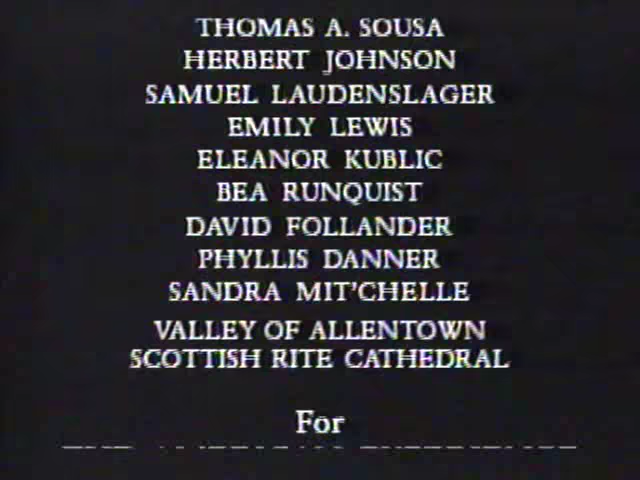 THOMAS A. SOUSA
HERBERT JOHNSON
SAMUEL LAUDENSLAGER
EMILY LEWIS
ELEANOR KUBLIC
BEA RUNQUIST
DAVID FOLLANDER
PHYLLIS DANNER
SANDRA MIT'CHELLE
VALLEY OF ALLENTOWN
SCOTTISH RITE CATHEDRAL
For